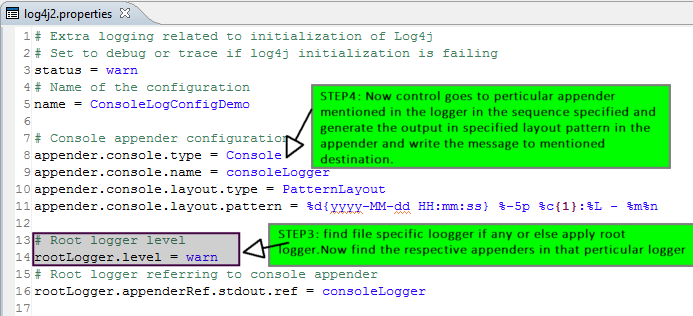 log4j2.properties
1 # Extra logging related to initialization of Log4j
2 # Set to debug or trace if log4j initialization is failing
3 status = warn
4 # Name of the configuration
5 name = ConsoleLogConfigDemo
6
7 # Console appender configuration
8 appender.console.type = Console
9 appender.console.name = consoleLogger
10 appender.console.layout.type = PatternLayout
11 appender.console.layout.pattern = %d{yyyy-MM-dd HH:mm:ss} %-5p %c{1}:%L - %m%n
12
13 # Root logger level
14 rootLogger.level = warn
15 # Root logger referring to console appender
16 rootLogger.appenderRef.stdout.ref = consoleLogger
17
STEP4: Now control goes to perticular appender
mentioned in the logger in the sequence specified and
generate the output in specified layout pattern in the
appender and write the message to mentioned
destination.
STEP3: find file specific loogger if any or else apply root
logger.Now find the respective appenders in that perticular logger